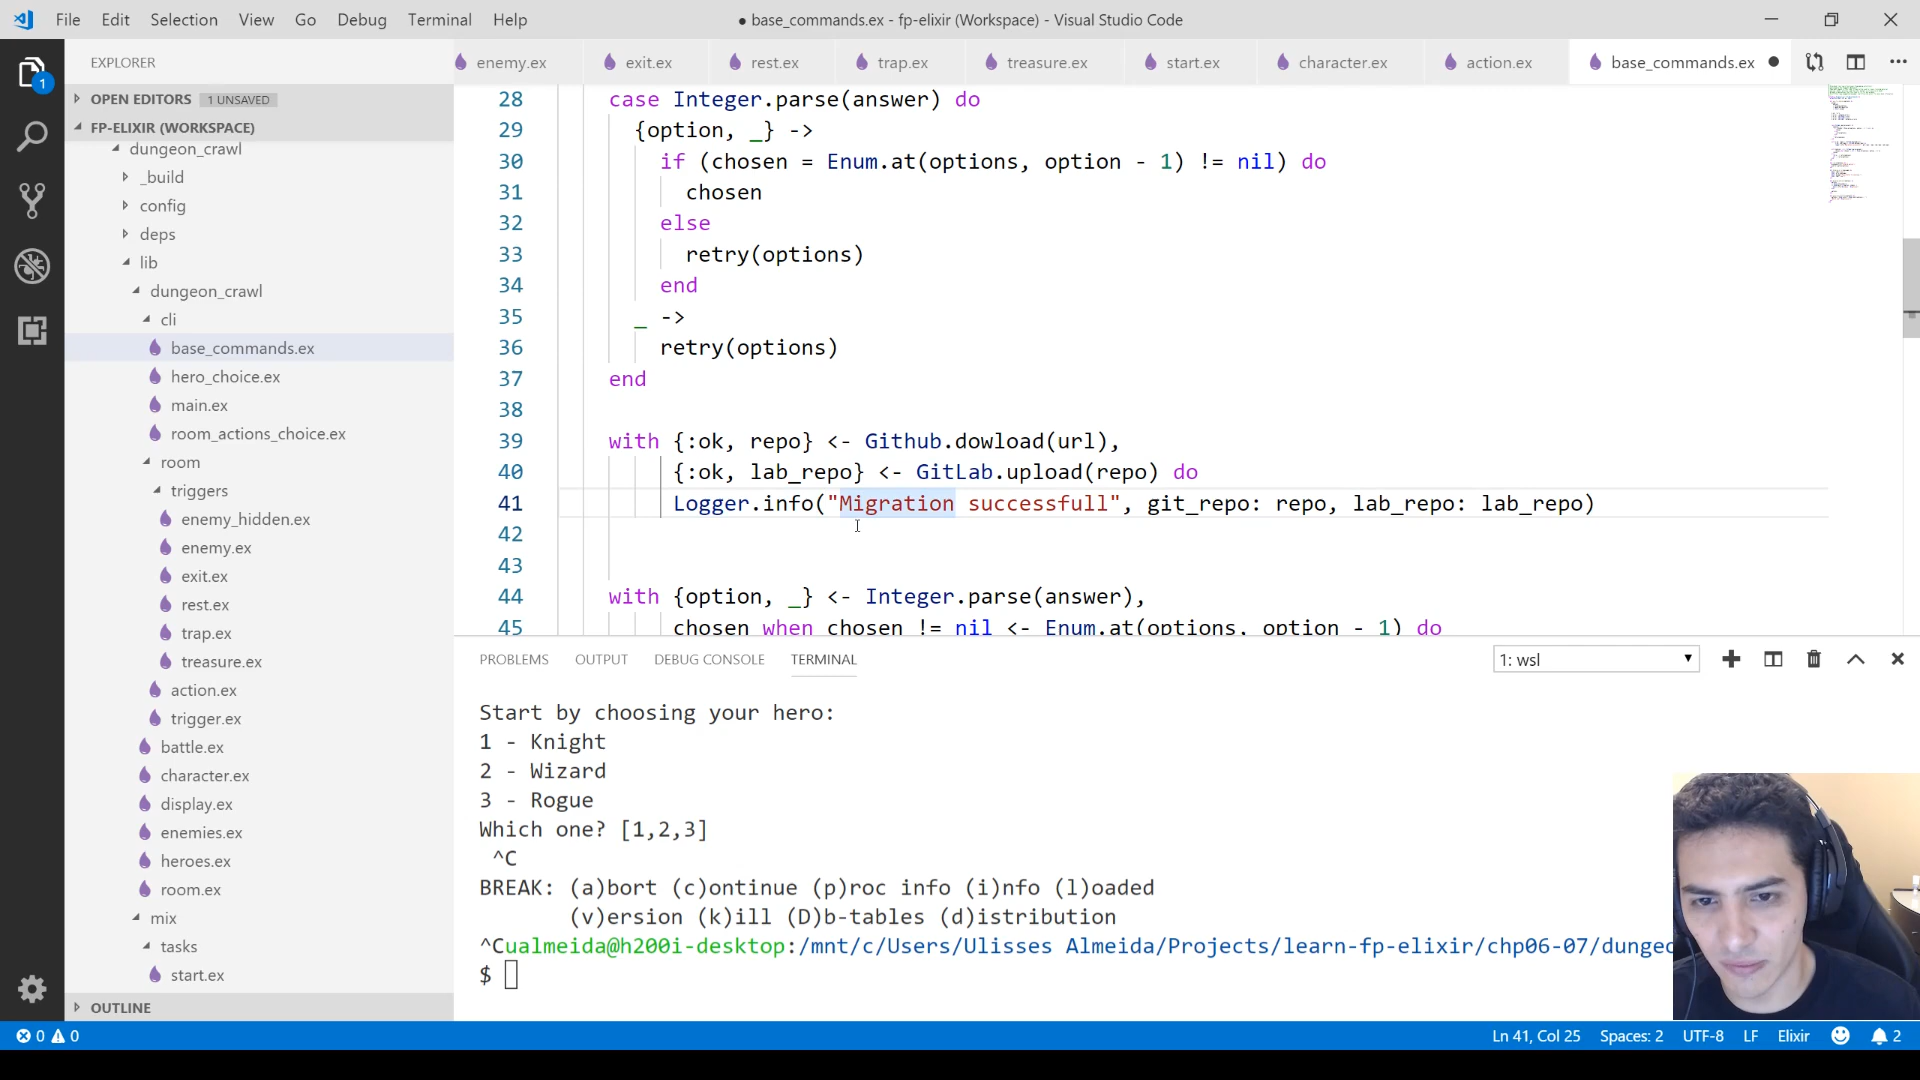 File Edit Selection View Go Debug Terminal Help
● base_commands.ex - fp-elixir (Workspace) - Visual Studio Code
EXPLORER
enemy.ex exit.ex rest.ex trap.ex treasure.ex start.ex character.ex action.ex base_commands.ex
1
OPEN EDITORS 1 UNSAVED
FP-ELIXIR (WORKSPACE)
dungeon_crawl
_build
config
deps
lib
dungeon_crawl
cli
base_commands.ex
hero_choice.ex
main.ex
room_actions_choice.ex
room
triggers
enemy_hidden.ex
enemy.ex
exit.ex
rest.ex
trap.ex
treasure.ex
action.ex
trigger.ex
battle.ex
character.ex
display.ex
enemies.ex
heroes.ex
room.ex
mix
tasks
start.ex
OUTLINE
28 case Integer.parse(answer) do
29 {option, _} ->
30 if (chosen = Enum.at(options, option - 1) != nil) do
31 chosen
32 else
33 retry(options)
34 end
35 _ ->
36 retry(options)
37 end
38
39 with {:ok, repo} <- Github.dowload(url),
40 {:ok, lab_repo} <- GitLab.upload(repo) do
41 Logger.info("Migration successfull", git_repo: repo, lab_repo: lab_repo)
42
43
44 with {option, _} <- Integer.parse(answer),
45 chosen when chosen != nil <- Enum.at(options, option - 1) do
PROBLEMS OUTPUT DEBUG CONSOLE TERMINAL
1: wsl
Start by choosing your hero:
1 - Knight
2 - Wizard
3 - Rogue
Which one? [1,2,3]
^C
BREAK: (a)bort (c)ontinue (p)roc info (i)nfo (l)oaded
(v)ersion (k)ill (D)b-tables (d)istribution
^Cualmeida@h200i-desktop:/mnt/c/Users/Ulisses Almeida/Projects/learn-fp-elixir/chp06-07/dungeo
$
0 0
Ln 41, Col 25 Spaces: 2 UTF-8 LF Elixir 2